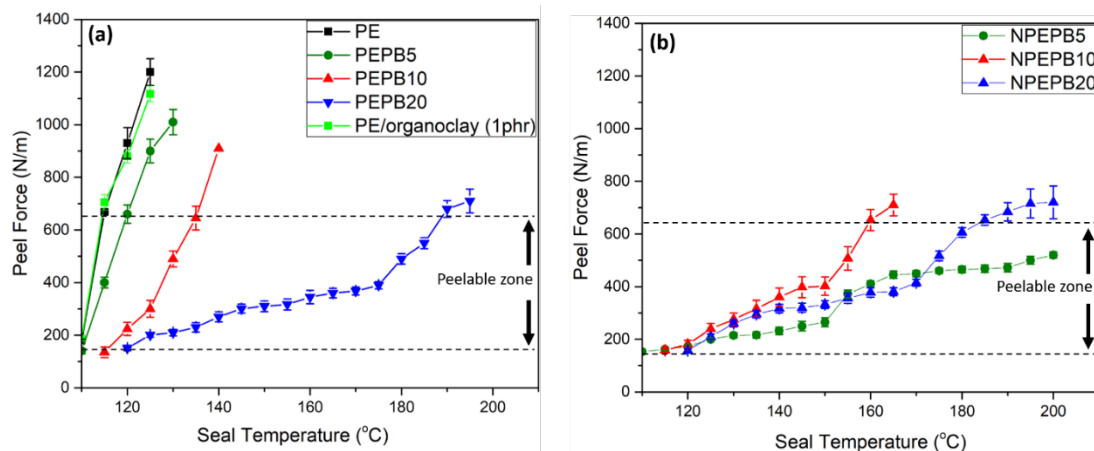 (a)
PE
PEPB5
PEPB10
PEPB20
PE/organoclay (1phr)
Peelable zone
Peel Force (N/m)
1400
1200
1000
800
600
400
200
0
120 140 160 180 200
Seal Temperature (°C)
(b)
NPEPB5
NPEPB10
NPEPB20
Peelable zone
Peel Force (N/m)
1400
1200
1000
800
600
400
200
0
120 140 160 180 200
Seal Temperature (°C)